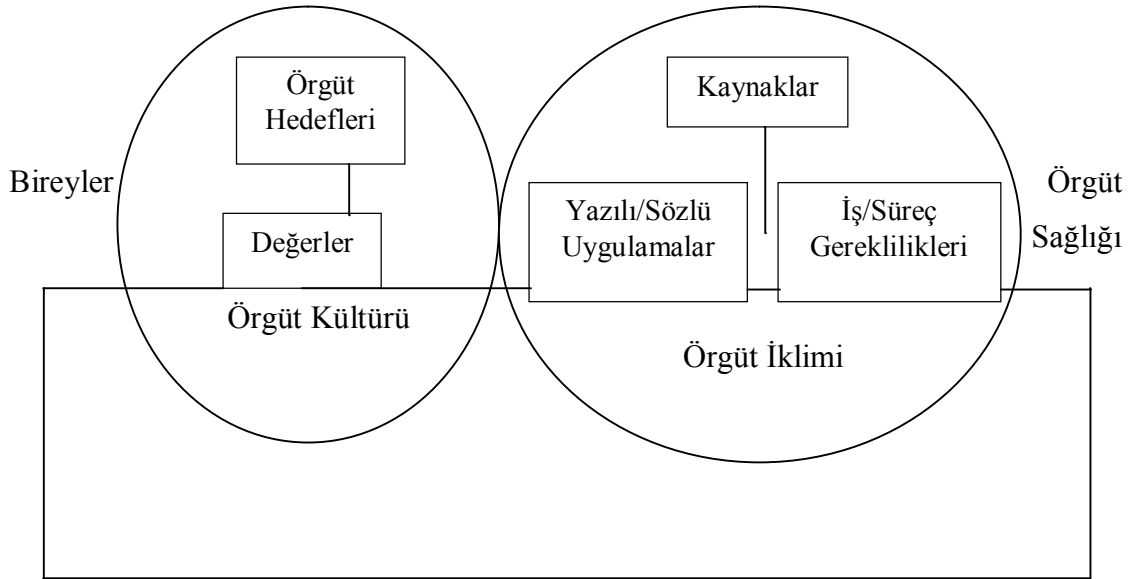 Örgüt
Hedefleri
Kaynaklar
Bireyler
Değerler
Örgüt Kültürü
Yazılı/Sözlü
Uygulamalar
İş/Süreç
Gereklilikleri
Örgüt İklimi
Örgüt
Sağlığı